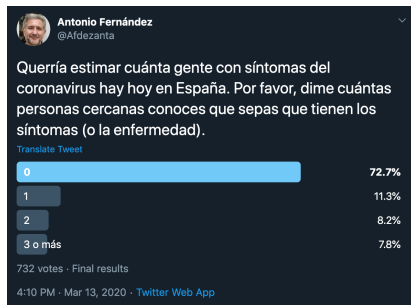 Antonio Fernández
@Afdezanta
Querría estimar cuánta gente con síntomas del
coronavirus hay hoy en España. Por favor, dime cuántas
personas cercanas conoces que sepas que tienen los
síntomas (o la enfermedad).
Translate Tweet
0 72.7%
1 11.3%
2 8.2%
3 o más 7.8%
732 votes · Final results
4:10 PM · Mar 13, 2020 · Twitter Web App